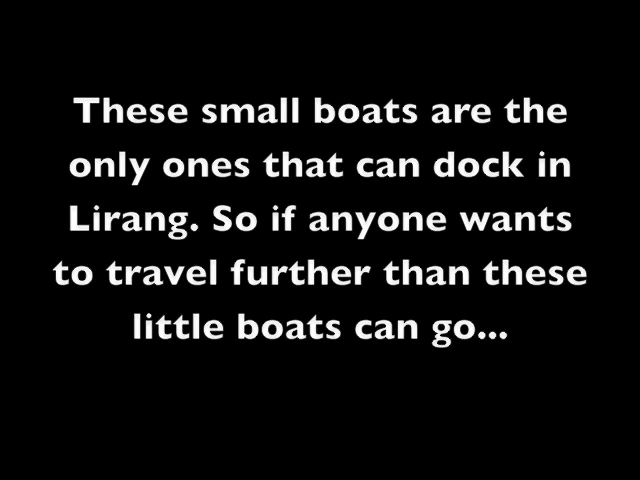 These small boats are the
only ones that can dock in
Lirang. So if anyone wants
to travel further than these
little boats can go...